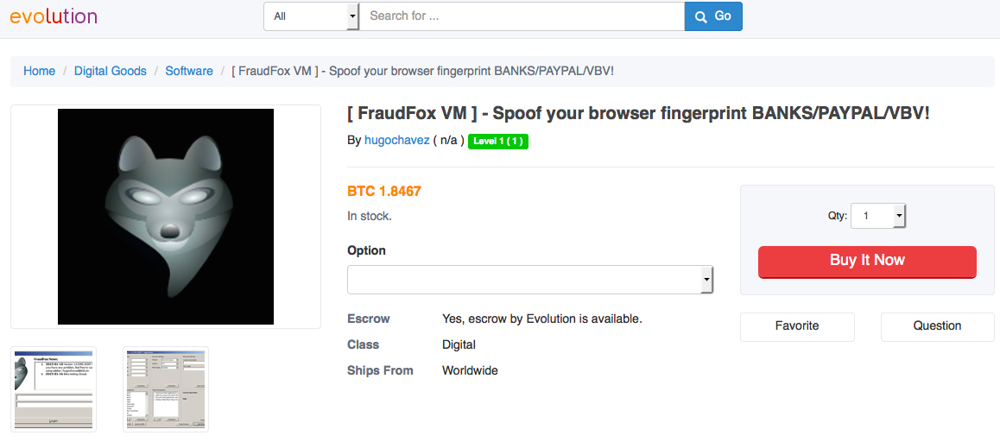 evolution
All
Search for ...
Go
Home / Digital Goods / Software / [ FraudFox VM ] - Spoof your browser fingerprint BANKS/PAYPAL/VBV!
[ FraudFox VM ] - Spoof your browser fingerprint BANKS/PAYPAL/VBV!
By hugochavez ( n/a ) Level 1 ( 1 )
BTC 1.8467
In stock.
Qty: 1
Buy It Now
Option
Escrow Yes, escrow by Evolution is available.
Class Digital
Ships From Worldwide
Favorite
Question
FraudFox News
Login